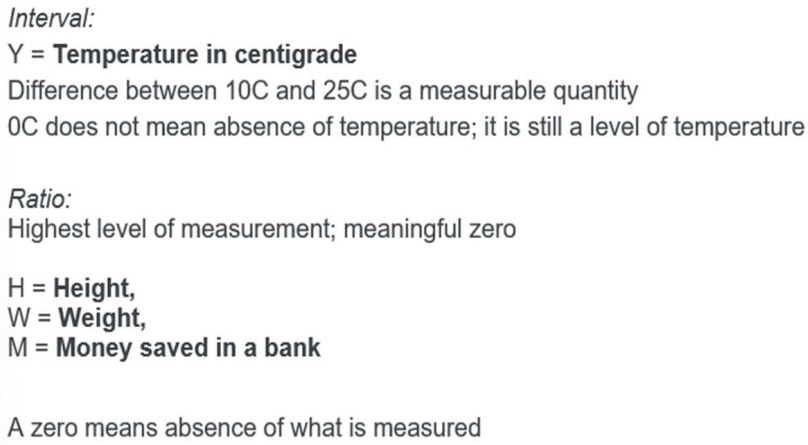 Interval:
Y = Temperature in centigrade
Difference between 10C and 25C is a measurable quantity
0C does not mean absence of temperature; it is still a level of temperature
Ratio:
Highest level of measurement; meaningful zero
H = Height,
W = Weight,
M = Money saved in a bank
A zero means absence of what is measured